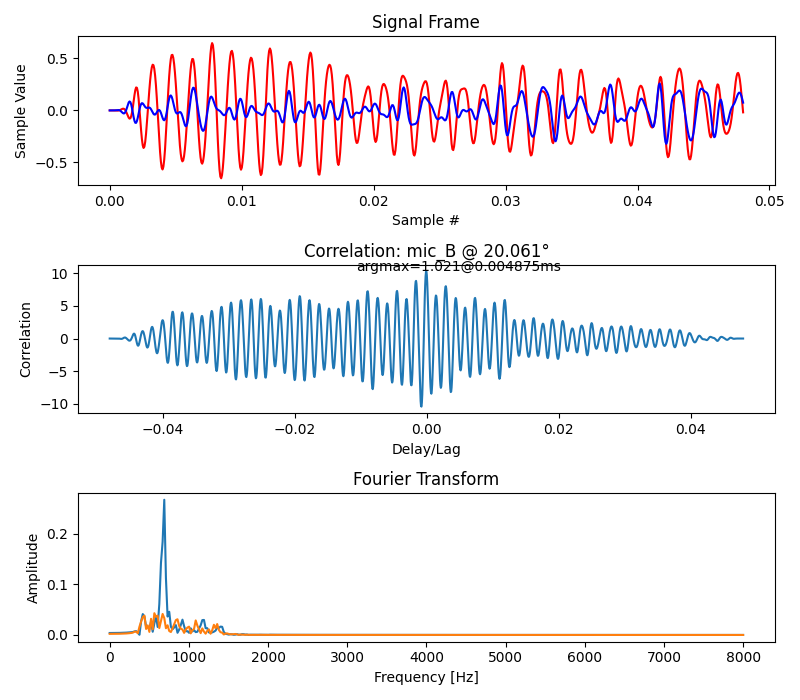 Signal Frame
Sample Value
0.5
0.0
−0.5
0.00 0.01 0.02 0.03 0.04 0.05
Sample #
Correlation: mic_B @ 20.061°
argmax=1.021@0.004875ms
Correlation
10
5
0
−5
−10
−0.04 −0.02 0.00 0.02 0.04
Delay/Lag
Fourier Transform
Amplitude
0.2
0.1
0.0
0 1000 2000 3000 4000 5000 6000 7000 8000
Frequency [Hz]